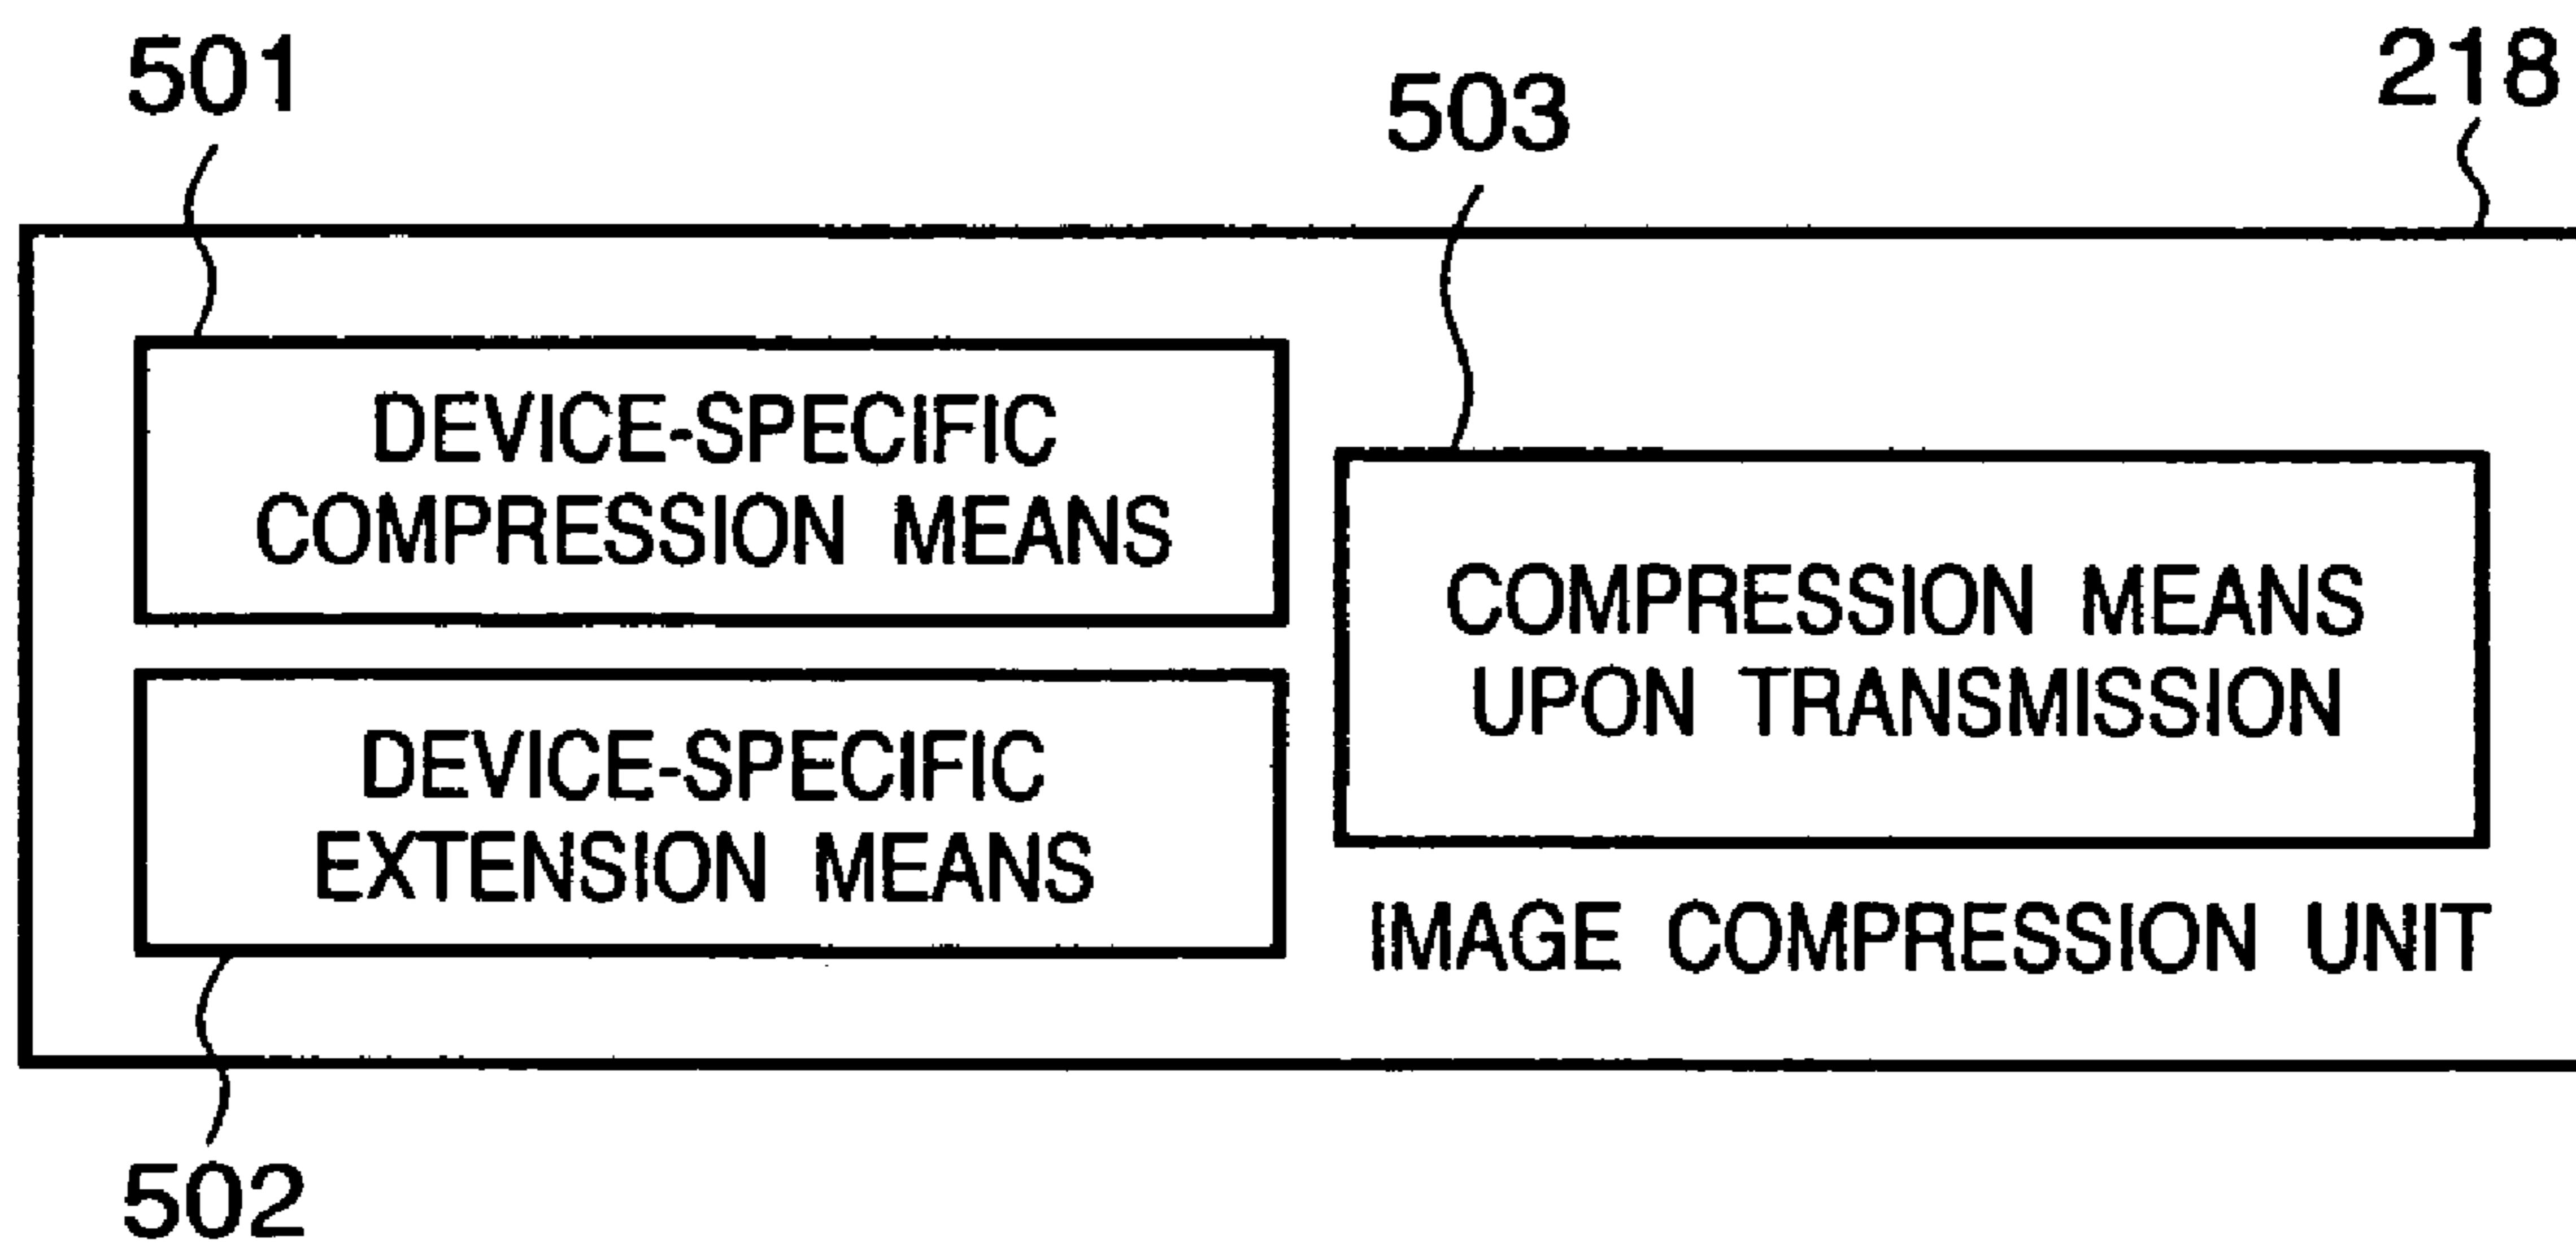 501
503
218
DEVICE-SPECIFIC
COMPRESSION MEANS
COMPRESSION MEANS
UPON TRANSMISSION
DEVICE-SPECIFIC
EXTENSION MEANS
IMAGE COMPRESSION UNIT
502